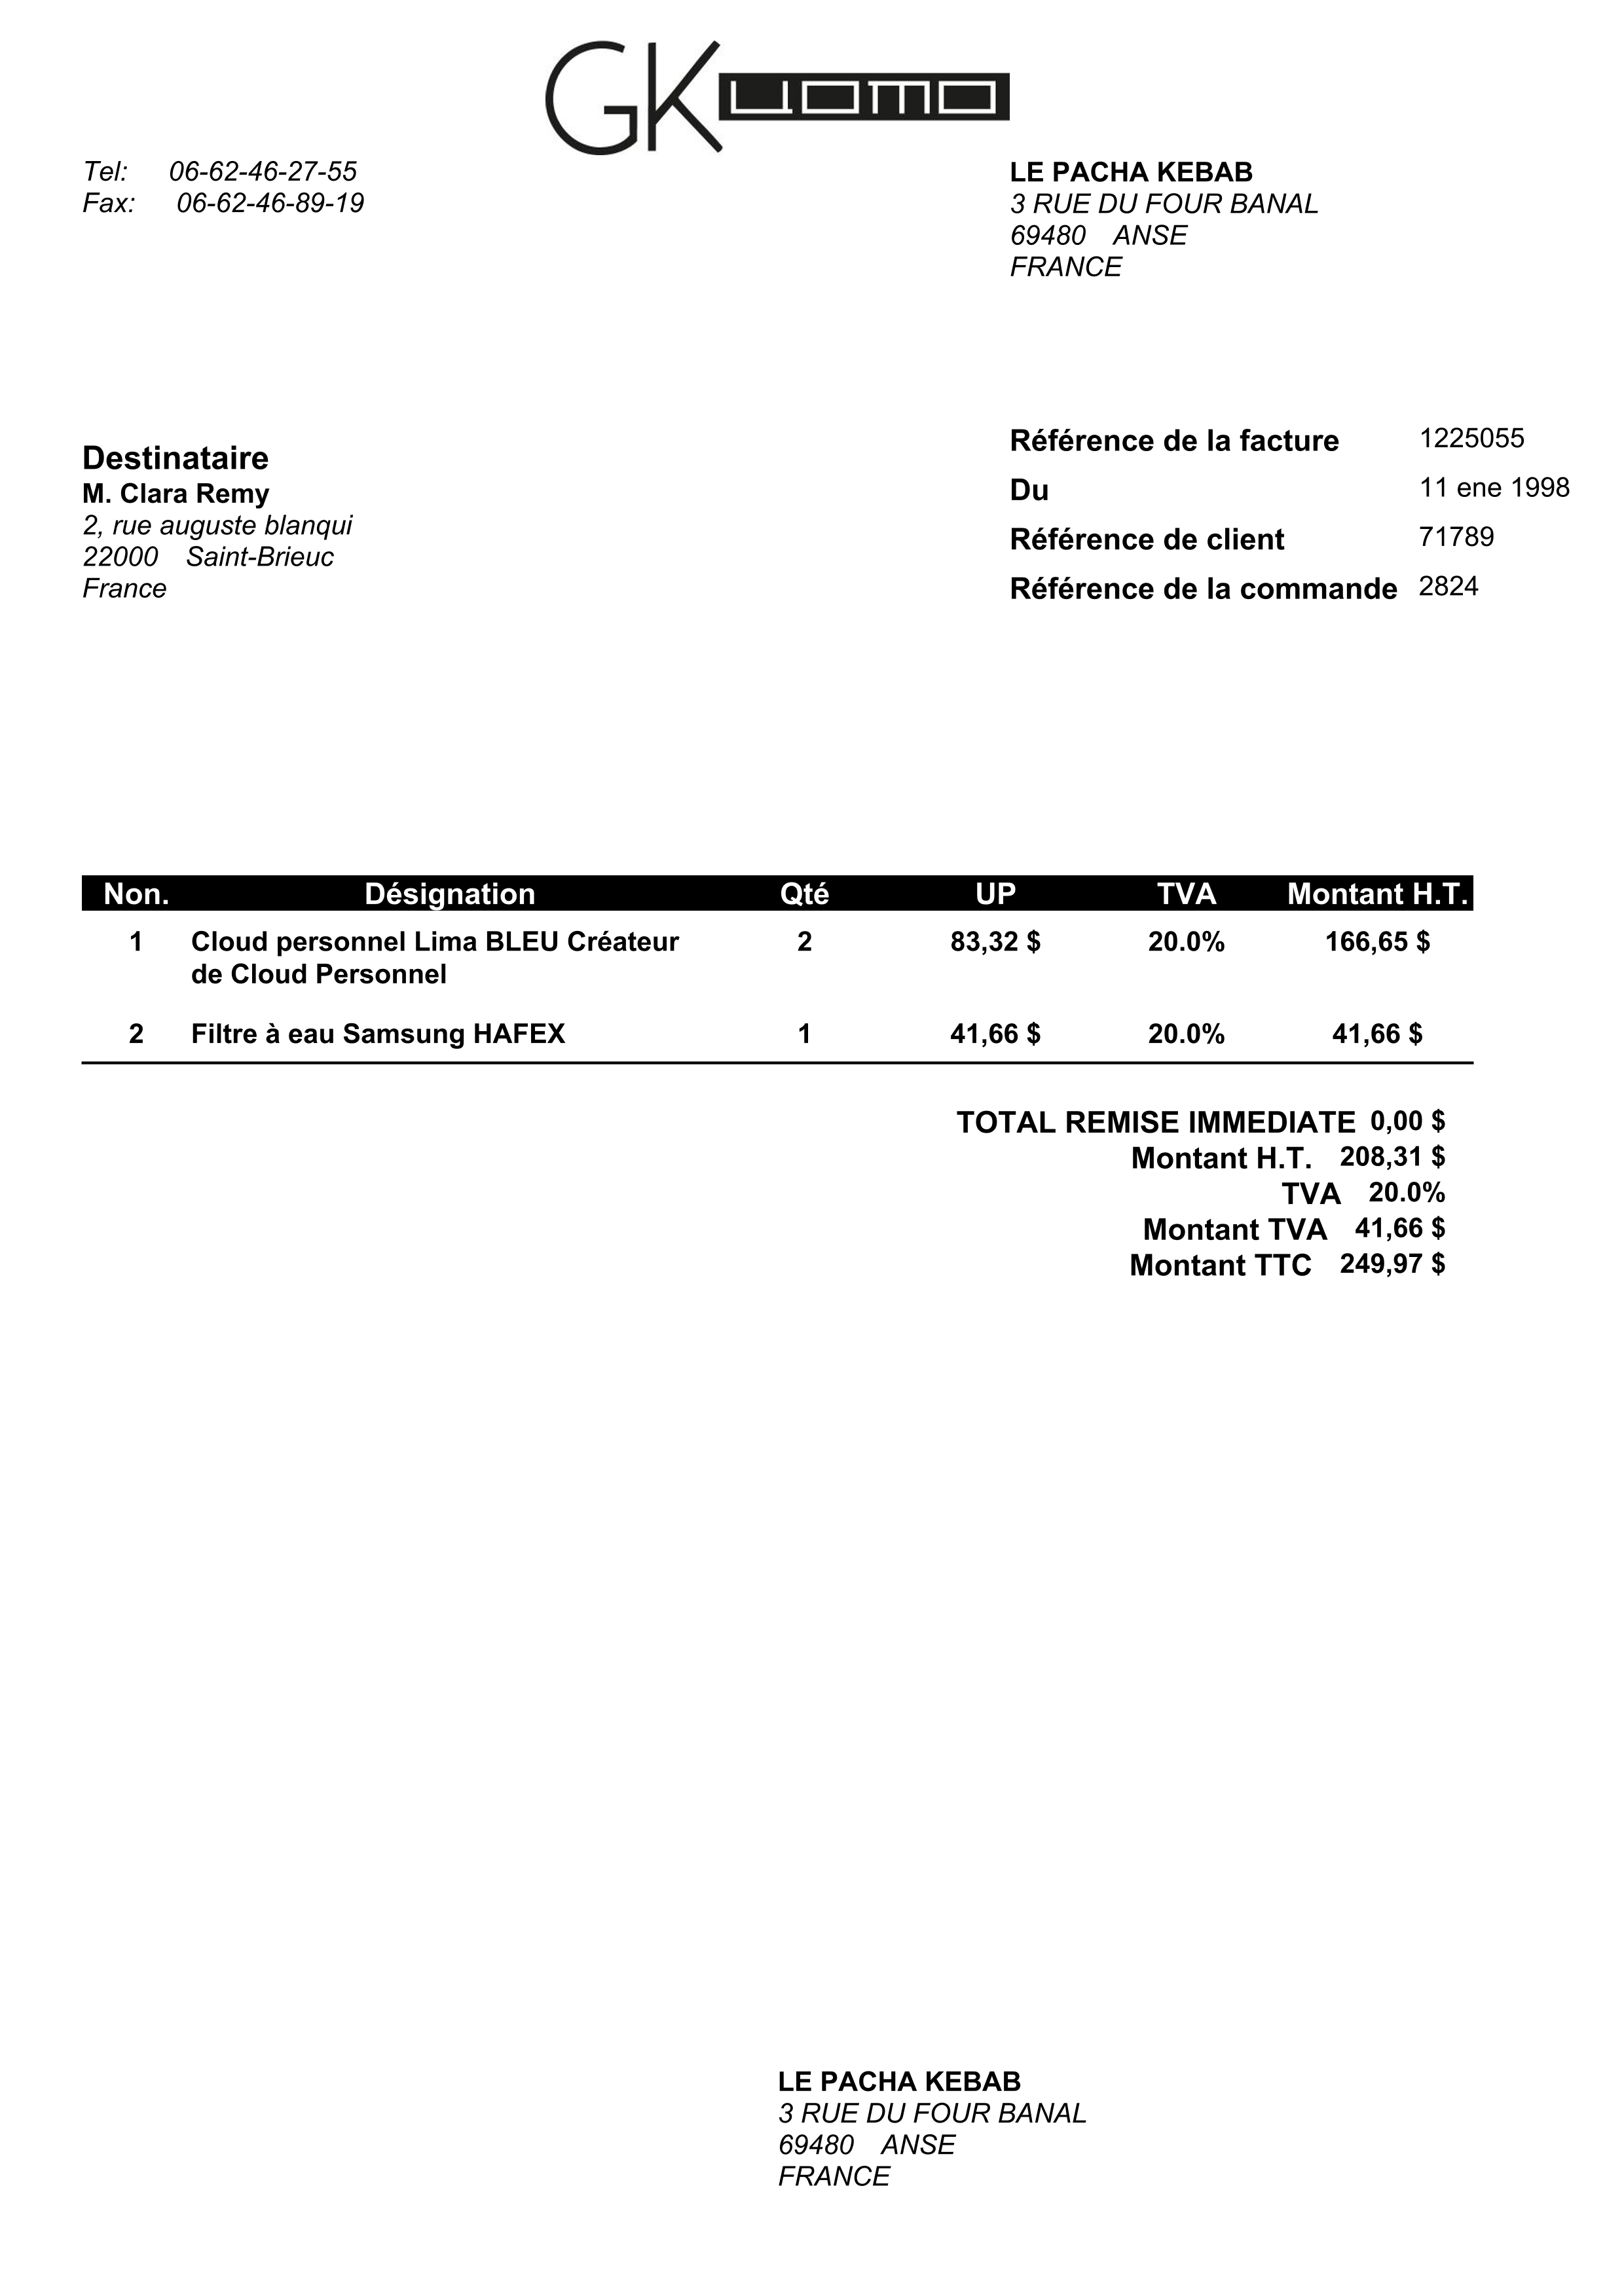 GK UOMO
Tel: 06-62-46-27-55
Fax: 06-62-46-89-19
LE PACHA KEBAB
3 RUE DU FOUR BANAL
69480 ANSE
FRANCE
Destinataire
M. Clara Remy
2, rue auguste blanqui
22000 Saint-Brieuc
France
Référence de la facture 1225055
Du 11 ene 1998
Référence de client 71789
Référence de la commande 2824
Non. Désignation Qté UP TVA Montant H.T.
1 Cloud personnel Lima BLEU Créateur 2 83,32 $ 20.0% 166,65 $
de Cloud Personnel
2 Filtre à eau Samsung HAFEX 1 41,66 $ 20.0% 41,66 $
TOTAL REMISE IMMEDIATE 0,00 $
Montant H.T. 208,31 $
TVA 20.0%
Montant TVA 41,66 $
Montant TTC 249,97 $
LE PACHA KEBAB
3 RUE DU FOUR BANAL
69480 ANSE
FRANCE